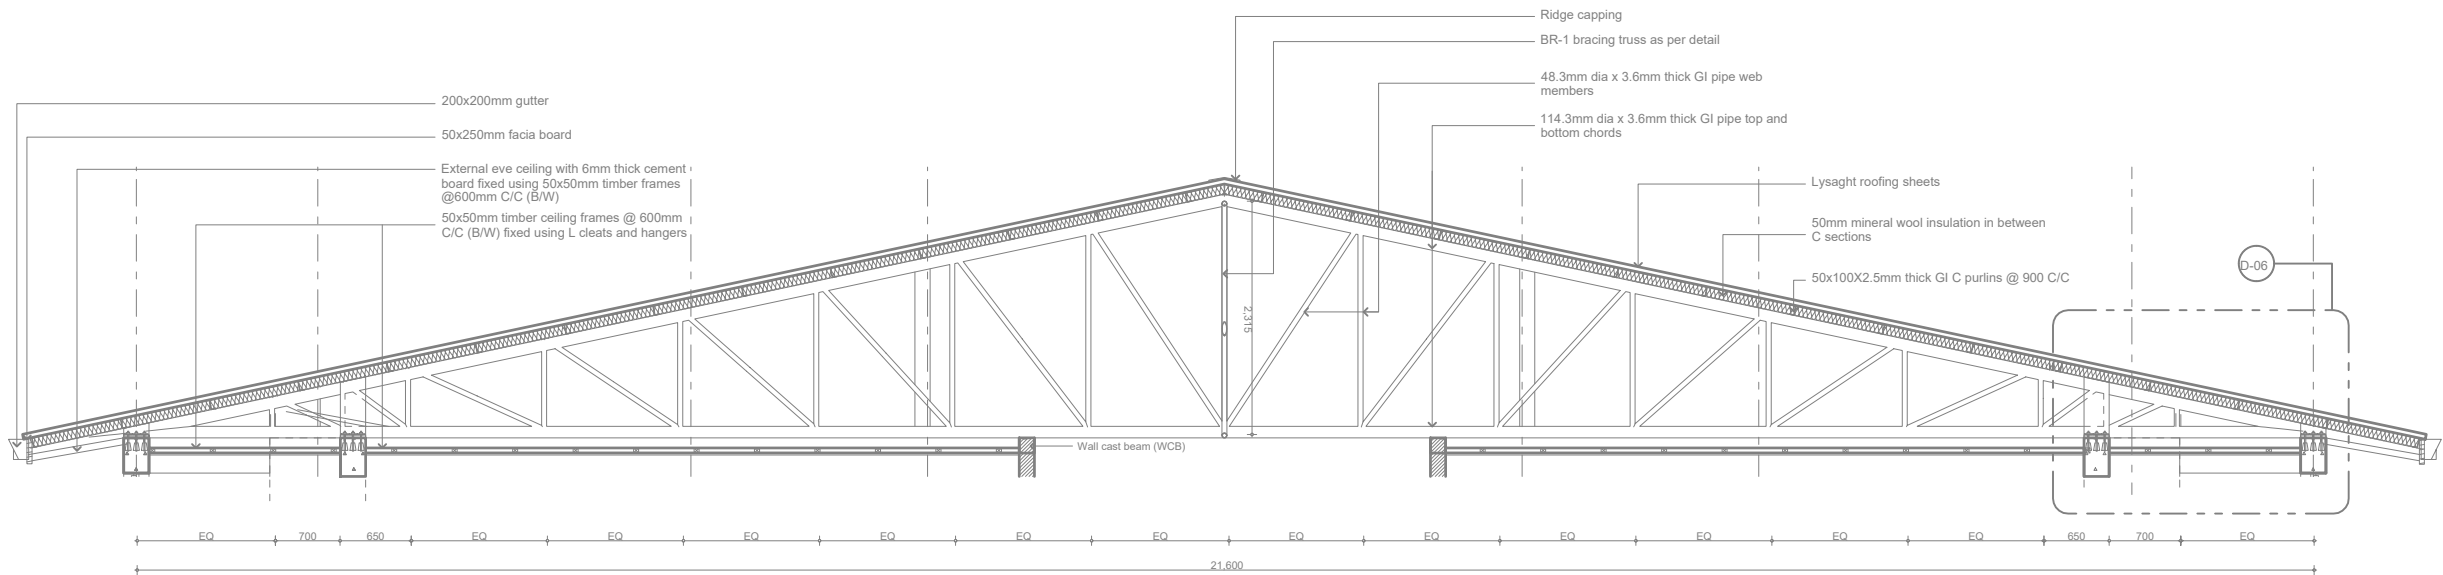 Ridge capping
BR-1 bracing truss as per detail
48.3mm dia x 3.6mm thick GI pipe web
members
114.3mm dia x 3.6mm thick GI pipe top and
bottom chords
200x200mm gutter
50x250mm facia board
External eve ceiling with 6mm thick cement
board fixed using 50x50mm timber frames
@600mm C/C (B/W)
50x50mm timber ceiling frames @ 600mm
C/C (B/W) fixed using L cleats and hangers
Lysaght roofing sheets
50mm mineral wool insulation in between
C sections
50x100X2.5mm thick GI C purlins @ 900 C/C
D-06
2,315
Wall cast beam (WCB)
EQ 700 650 EQ EQ EQ EQ EQ EQ EQ EQ EQ EQ EQ EQ 650 700 EQ
21,600